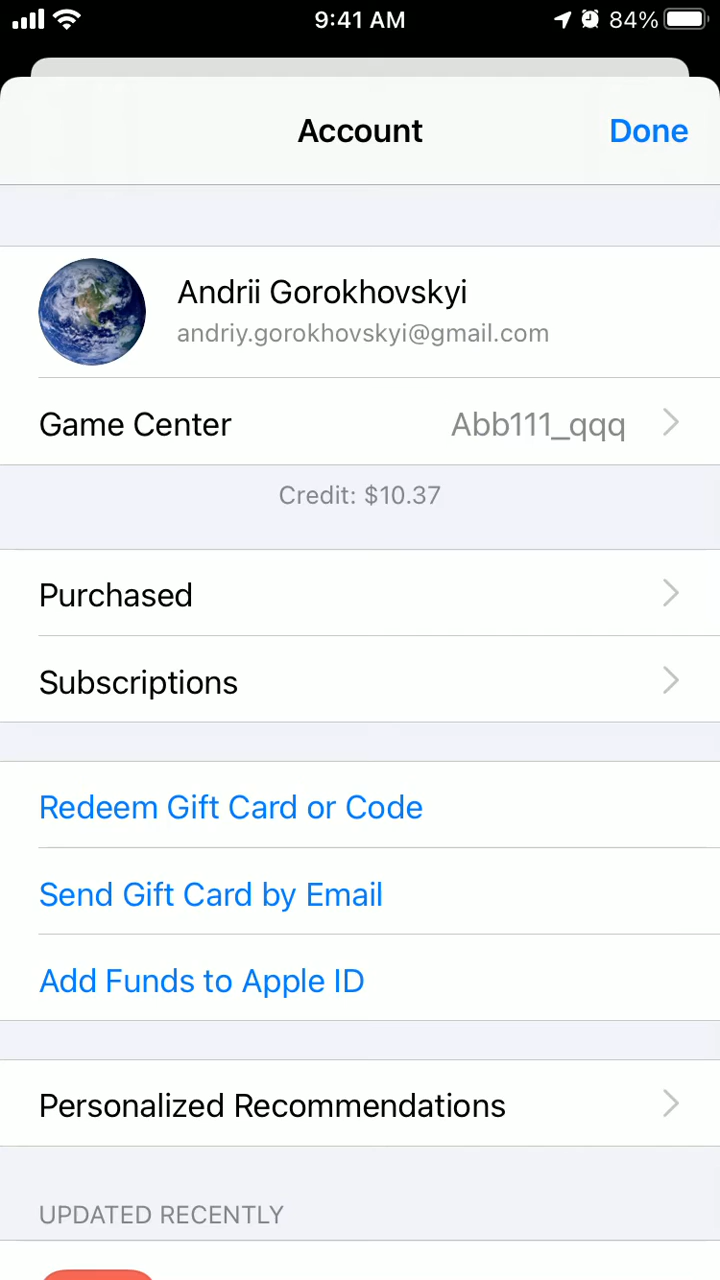 9:41 AM
84%
Account
Done
Andrii Gorokhovskyi
andriy.gorokhovskyi@gmail.com
Game Center
Abb111_qqq
Credit: $10.37
Purchased
Subscriptions
Redeem Gift Card or Code
Send Gift Card by Email
Add Funds to Apple ID
Personalized Recommendations
UPDATED RECENTLY